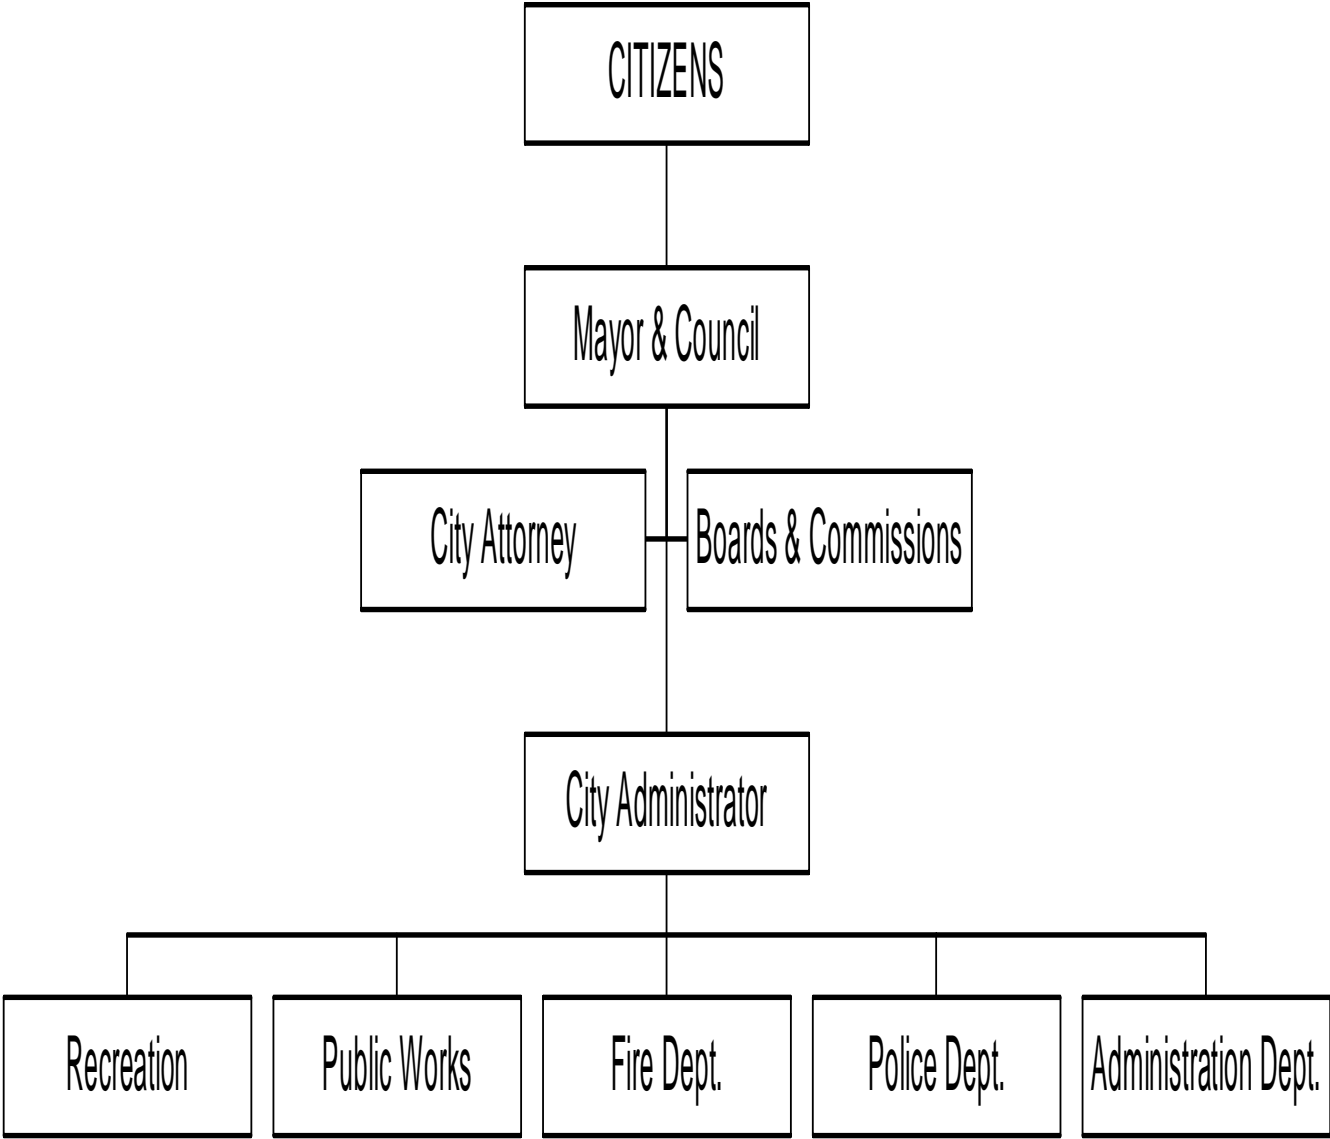 CITIZENS
Mayor & Council
City Attorney
Boards & Commissions
City Administrator
Recreation
Public Works
Fire Dept.
Police Dept.
Administration Dept.